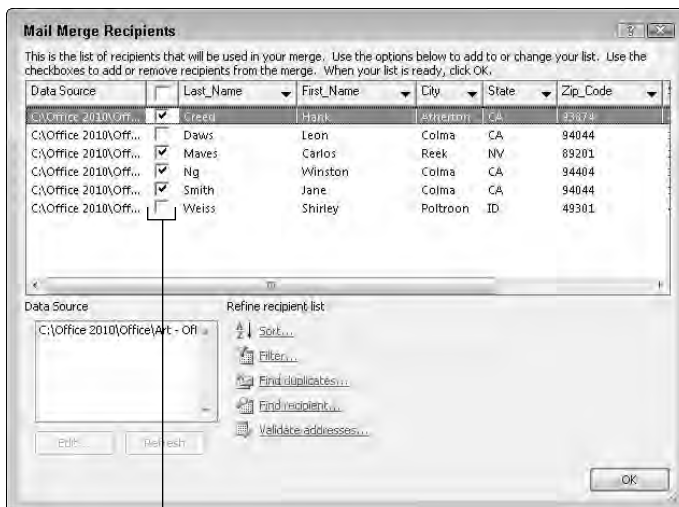 Mail Merge Recipients
This is the list of recipients that will be used in your merge. Use the options below to add to or change your list. Use the
checkboxes to add or remove recipients from the merge. When your list is ready, click OK.
Data Source Last_Name First_Name City State Zip_Code
C:\Office 2010\Off... Creed Hank Atherton CA
C:\Office 2010\Off... Daws Leon Colma CA 94044
C:\Office 2010\Off... Maves Carlos Reek NV 89201
C:\Office 2010\Off... Ng Winston Colma CA 94404
C:\Office 2010\Off... Smith Jane Colma CA 94044
C:\Office 2010\Off... Weiss Shirley Poltroon ID 49301
Data Source
C:\Office 2010\Office\Art - Off
Edit... Refresh
Refine recipient list
Sort...
Filter...
Find duplicates...
Find recipient...
Validate addresses...
OK